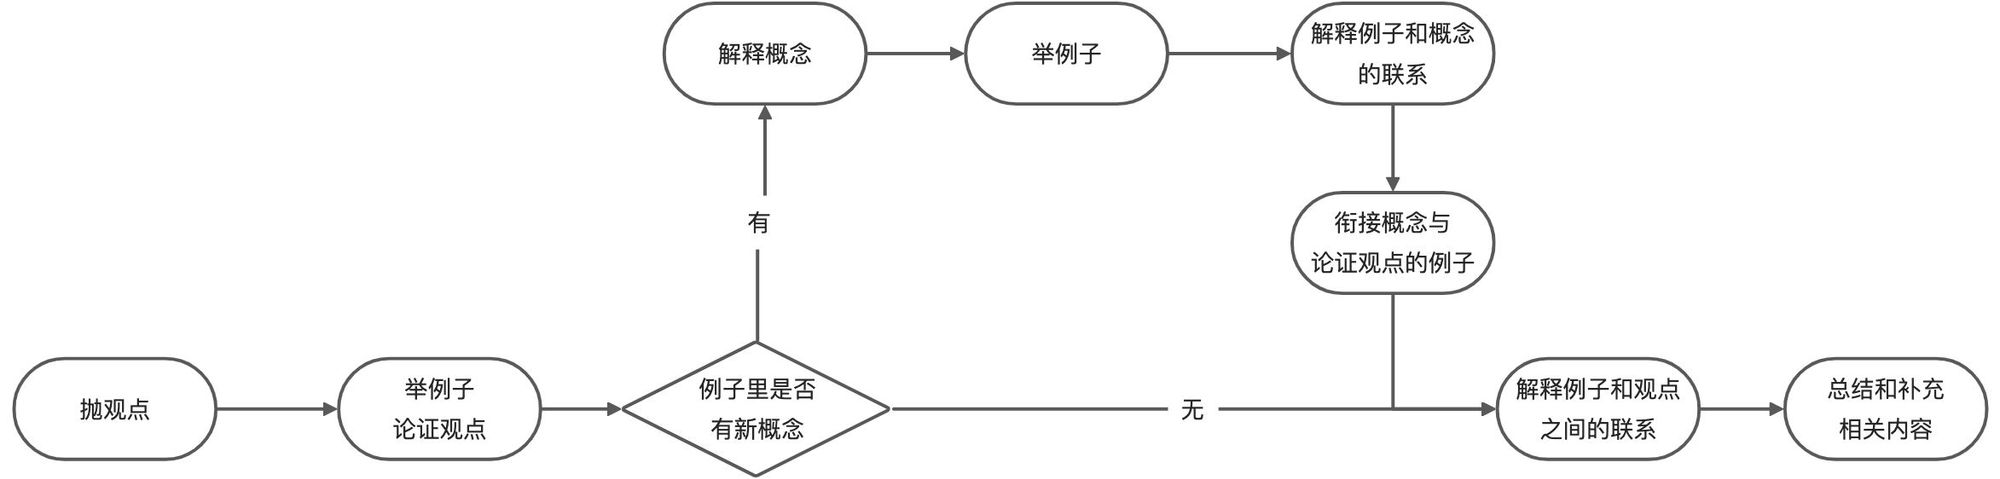 解释概念
举例子
解释例子和概念
的联系
有
衔接概念与
论证观点的例子
抛观点
举例子
论证观点
例子里是否
有新概念
无
解释例子和观点
之间的联系
总结和补充
相关内容